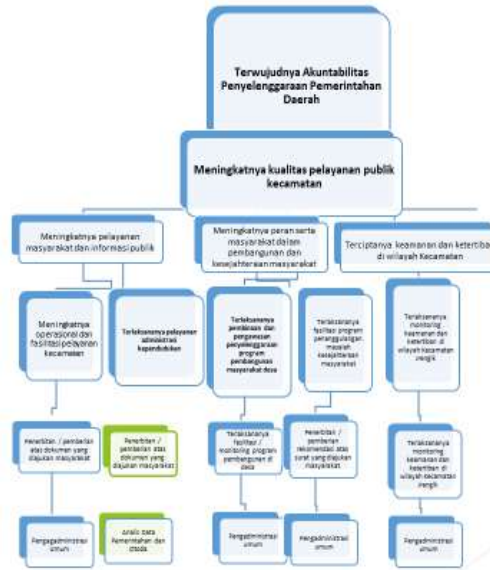 Terwujudnya Akuntabilitas
Penyelenggaraan Pemerintahan
Daerah
Meningkatnya kualitas pelayanan publik
kecamatan
Meningkatnya pelayanan
masyarakat dan informasi publik
Meningkatnya peran serta
masyarakat dalam
pembangunan dan
kesejahteraan masyarakat
Terciptanya keamanan dan ketertiba
di wilayah Kecamatan
Meningkatnya
operasional dan
fasilitasi pelayanan
kecamatan
Terlaksananya pelayanan
administrasi
kependudukan
Terlaksananya
pembinaan dan
pengawasan
penyelenggaraan
program
pembangunan
masyarakat desa
Terlaksananya
fasilitasi program
penanggulangan
masalah
kesejahteraan
masyarakat
Terlaksananya
monitoring
keamanan dan
ketertiban di
wilayah kecamatan
Penerbitan / pemberian
atas dokumen yang
diajukan masyarakat
Penerbitan /
pemberian atas
dokumen yang
diajukan masyarakat
Terlaksananya
fasilitasi /
monitoring program
pembangunan di
desa
Penerbitan /
pemberian
rekomendasi atas
surat yang diajukan
masyarakat
Terlaksananya
monitoring
keamanan dan
ketertiban di
wilayah kecamatan
Pengadministrasi
umum
Analis Data
Pemerintahan dan
Pengadministrasi
umum
Pengadministrasi
umum
Pengadministrasi
umum